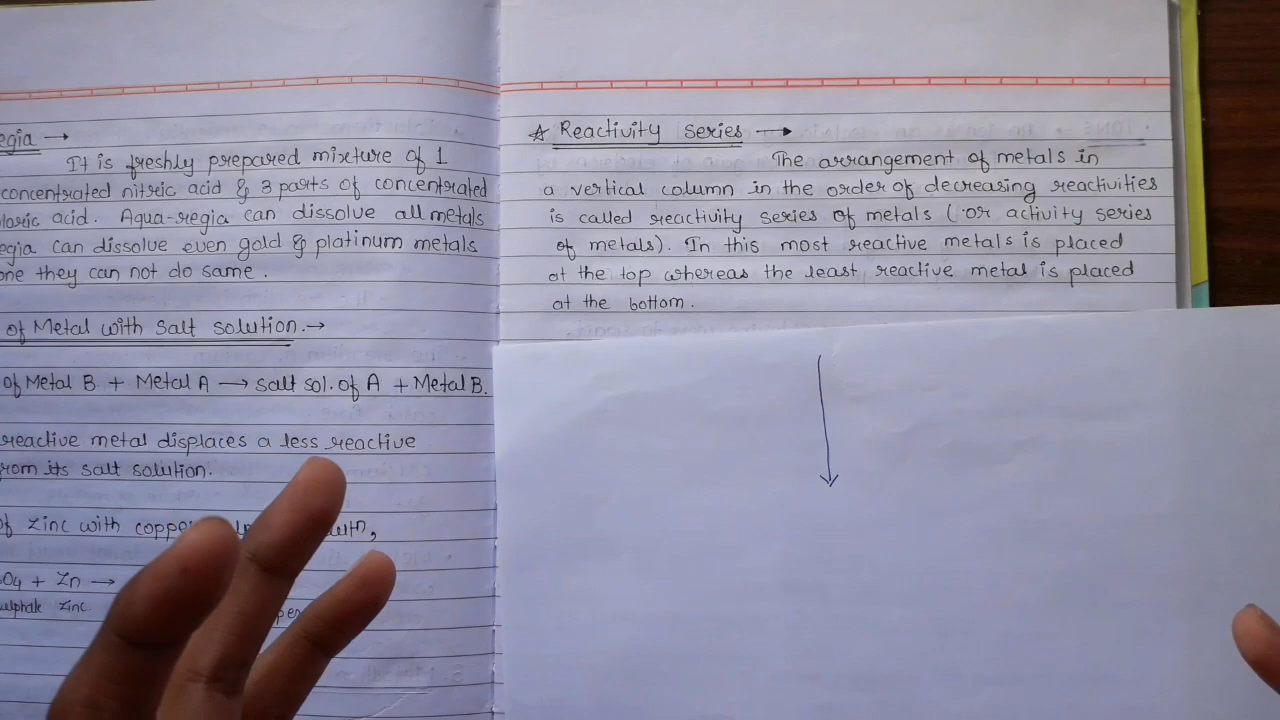 egia →
It is freshly prepared mixture of 1
concentrated nitric acid & 3 parts of concentrated
loric acid. Aqua-regia can dissolve all metals
egia can dissolve even gold & platinum metals
one they can not do same.
of Metal with Salt solution. →
of Metal B + Metal A → Salt sol. of A + Metal B.
reactive metal displaces a less reactive
rom its salt solution.
of Zinc with
SO4 + Zn →
ulphate Zinc
☆ Reactivity Series →
The arrangement of metals in
a vertical column in the order of decreasing reactivities
is called reactivity series of metals (or activity series
of metals). In this most reactive metals is placed
at the top whereas the least reactive metal is placed
at the bottom.